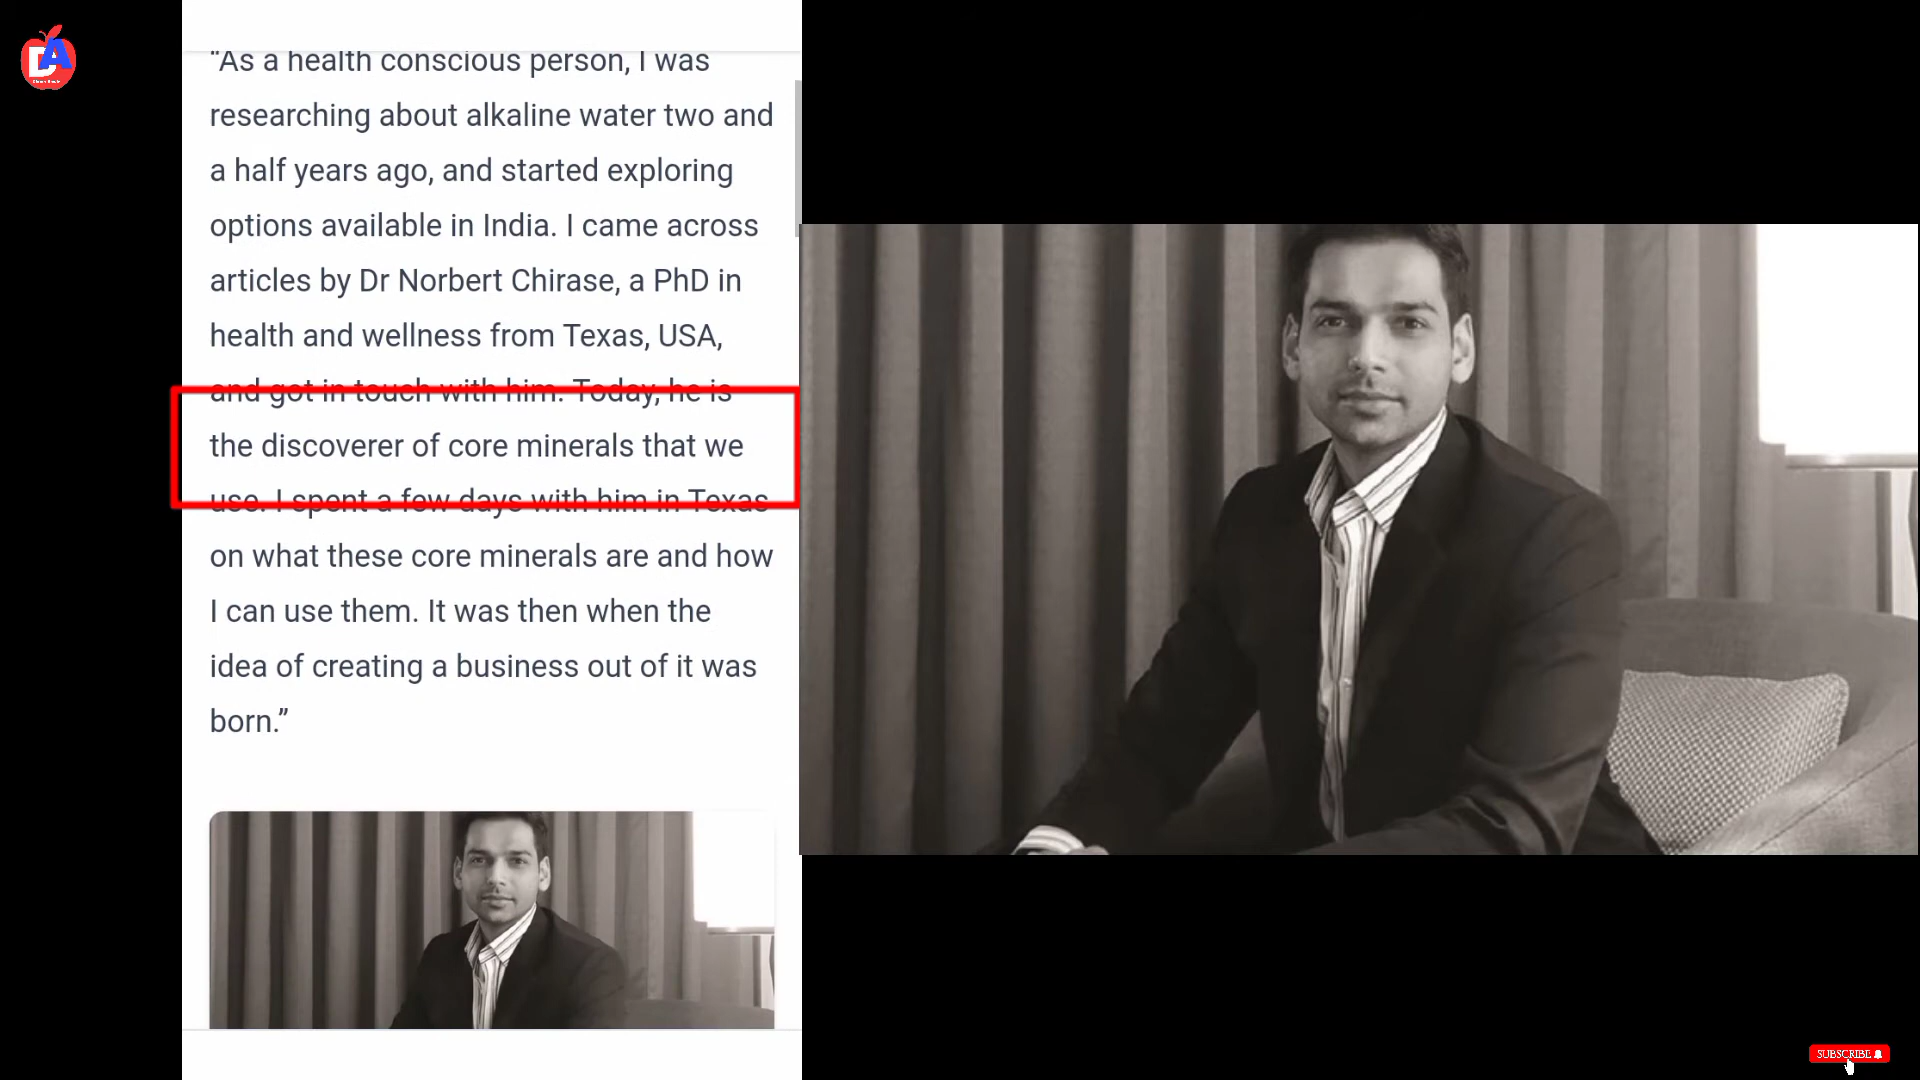 DA
“As a health conscious person, I was
researching about alkaline water two and
a half years ago, and started exploring
options available in India. I came across
articles by Dr Norbert Chirase, a PhD in
health and wellness from Texas, USA,
and got in touch with him. Today, he is
the discoverer of core minerals that we
use. I spent a few days with him in Texas
on what these core minerals are and how
I can use them. It was then when the
idea of creating a business out of it was
born.”
SUBSCRIBE